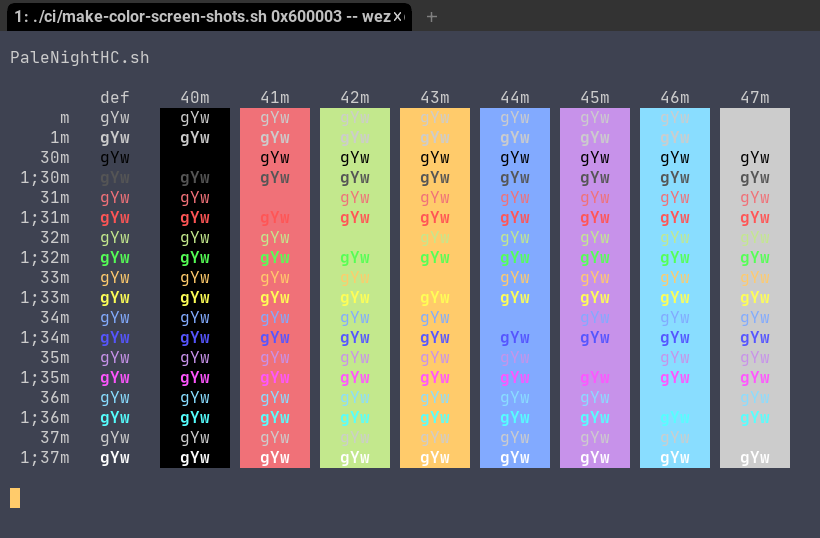 1: ./ci/make-color-screen-shots.sh 0x600003 -- wez
PaleNightHC.sh
def 40m 41m 42m 43m 44m 45m 46m 47m
m gYw gYw gYw gYw gYw gYw gYw gYw
1m gYw gYw gYw gYw gYw gYw gYw gYw
30m gYw gYw gYw gYw gYw gYw gYw gYw
1;30m gYw gYw gYw gYw gYw gYw gYw gYw gYw
31m gYw gYw gYw gYw gYw gYw gYw gYw
1;31m gYw gYw gYw gYw gYw gYw gYw gYw gYw
32m gYw gYw gYw gYw gYw gYw gYw gYw
1;32m gYw gYw gYw gYw gYw gYw gYw gYw gYw
33m gYw gYw gYw gYw gYw gYw gYw gYw
1;33m gYw gYw gYw gYw gYw gYw gYw gYw gYw
34m gYw gYw gYw gYw gYw gYw gYw gYw
1;34m gYw gYw gYw gYw gYw gYw gYw gYw gYw
35m gYw gYw gYw gYw gYw gYw gYw gYw
1;35m gYw gYw gYw gYw gYw gYw gYw gYw gYw
36m gYw gYw gYw gYw gYw gYw gYw gYw
1;36m gYw gYw gYw gYw gYw gYw gYw gYw gYw
37m gYw gYw gYw gYw gYw gYw gYw gYw
1;37m gYw gYw gYw gYw gYw gYw gYw gYw gYw